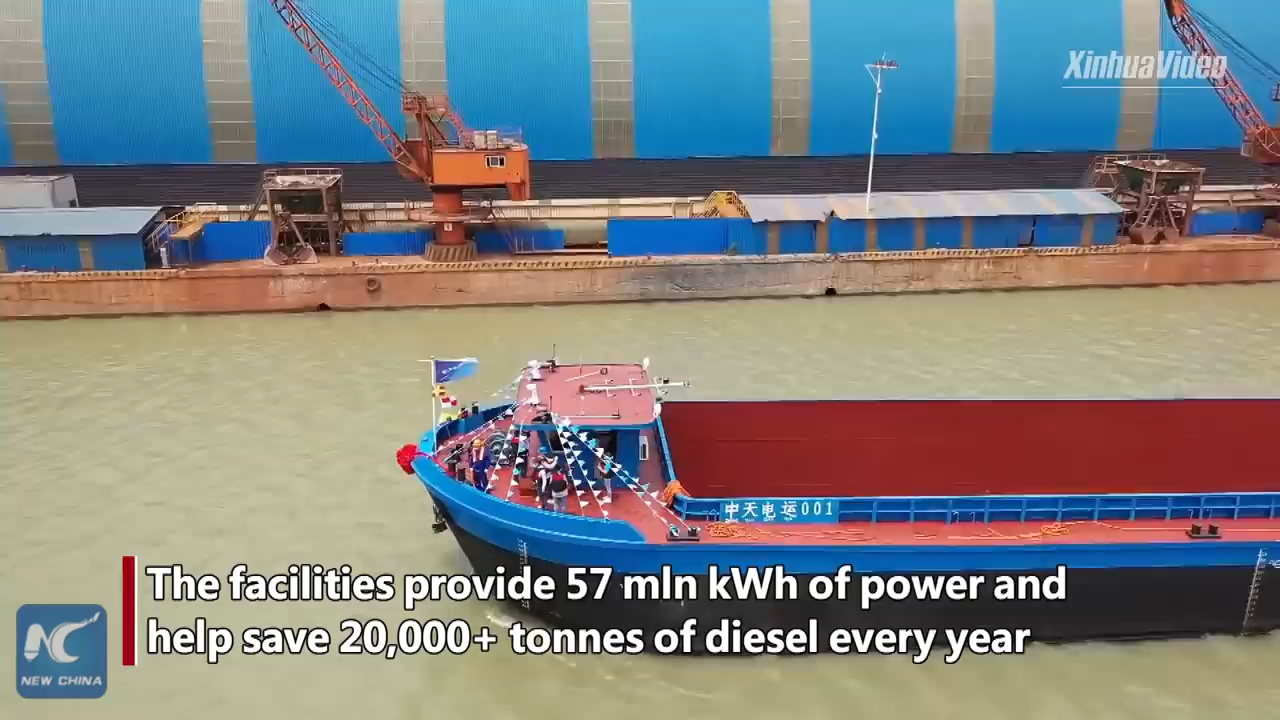 XinhuaVideo
中天电运001
The facilities provide 57 mln kWh of power and
help save 20,000+ tonnes of diesel every year
NC
NEW CHINA